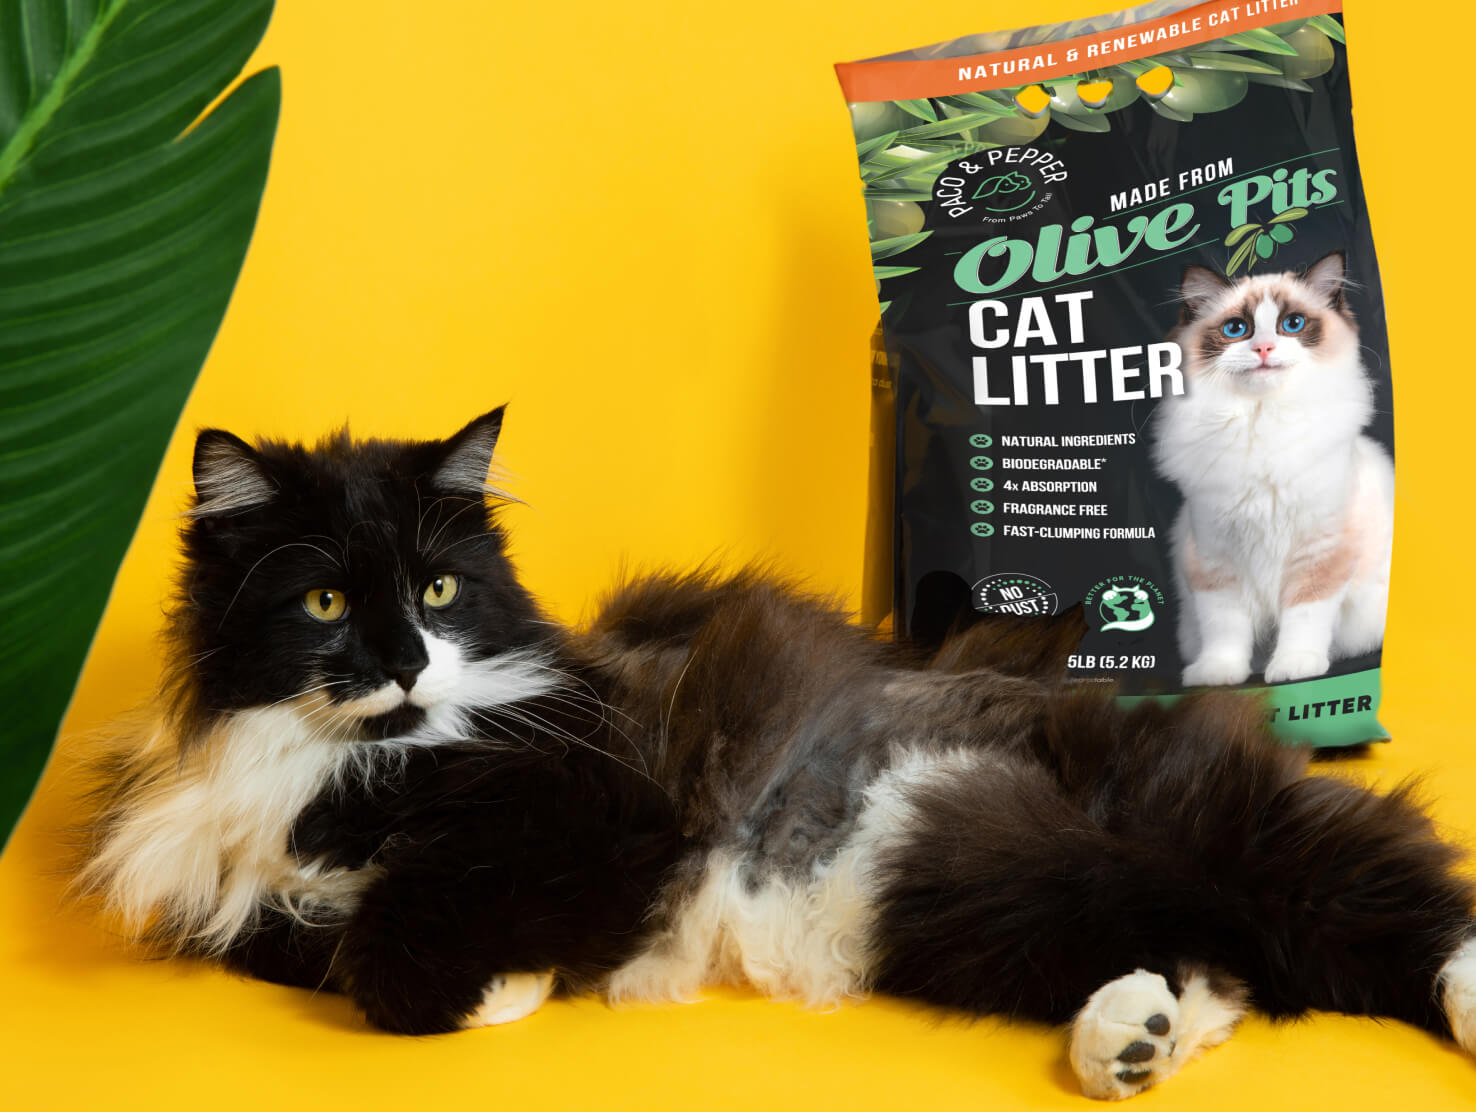 NATURAL & RENEWABLE CAT LITTER
PACO & PEPPER
From Paws To Tail
MADE FROM
Olive Pits
CAT
LITTER
NATURAL INGREDIENTS
BIODEGRADABLE*
4x ABSORPTION
FRAGRANCE FREE
FAST-CLUMPING FORMULA
NO
DUST
BETTER FOR THE PLANET
5LB (5.2 KG)
LITTER